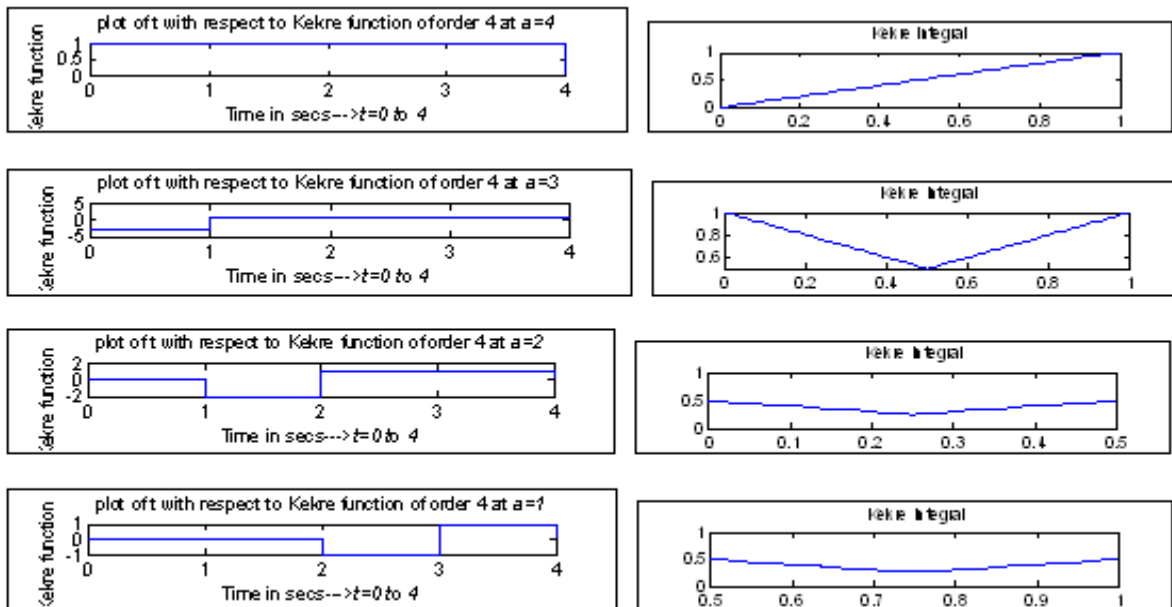 plot of t with respect to Kekre function of order 4 at a=4
Kekre function
1
0.5
0
0 1 2 3 4
Time in secs--->t=0 to 4
Kekre Integral
1
0.5
0
0 0.2 0.4 0.6 0.8 1
plot of t with respect to Kekre function of order 4 at a=3
Kekre function
5
0
-5
0 1 2 3 4
Time in secs--->t=0 to 4
Kekre Integral
1
0.8
0.6
0 0.2 0.4 0.6 0.8 1
plot of t with respect to Kekre function of order 4 at a=2
Kekre function
2
0
-2
0 1 2 3 4
Time in secs--->t=0 to 4
Kekre Integral
1
0.5
0
0 0.1 0.2 0.3 0.4 0.5
plot of t with respect to Kekre function of order 4 at a=1
Kekre function
1
0
-1
0 1 2 3 4
Time in secs--->t=0 to 4
Kekre Integral
1
0.5
0
0.5 0.6 0.7 0.8 0.9 1